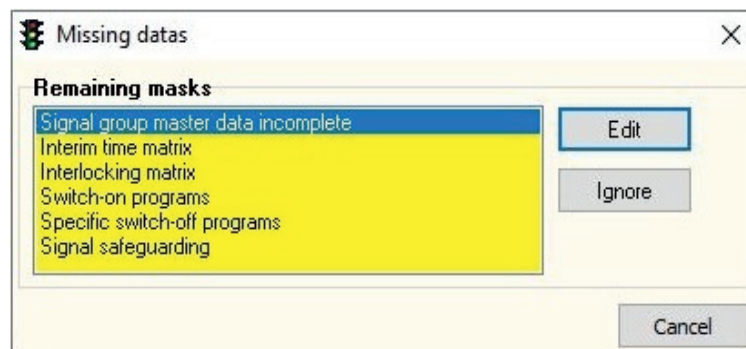 Missing datas
Remaining masks
Signal group master data incomplete
Interim time matrix
Interlocking matrix
Switch-on programs
Specific switch-off programs
Signal safeguarding
Edit
Ignore
Cancel